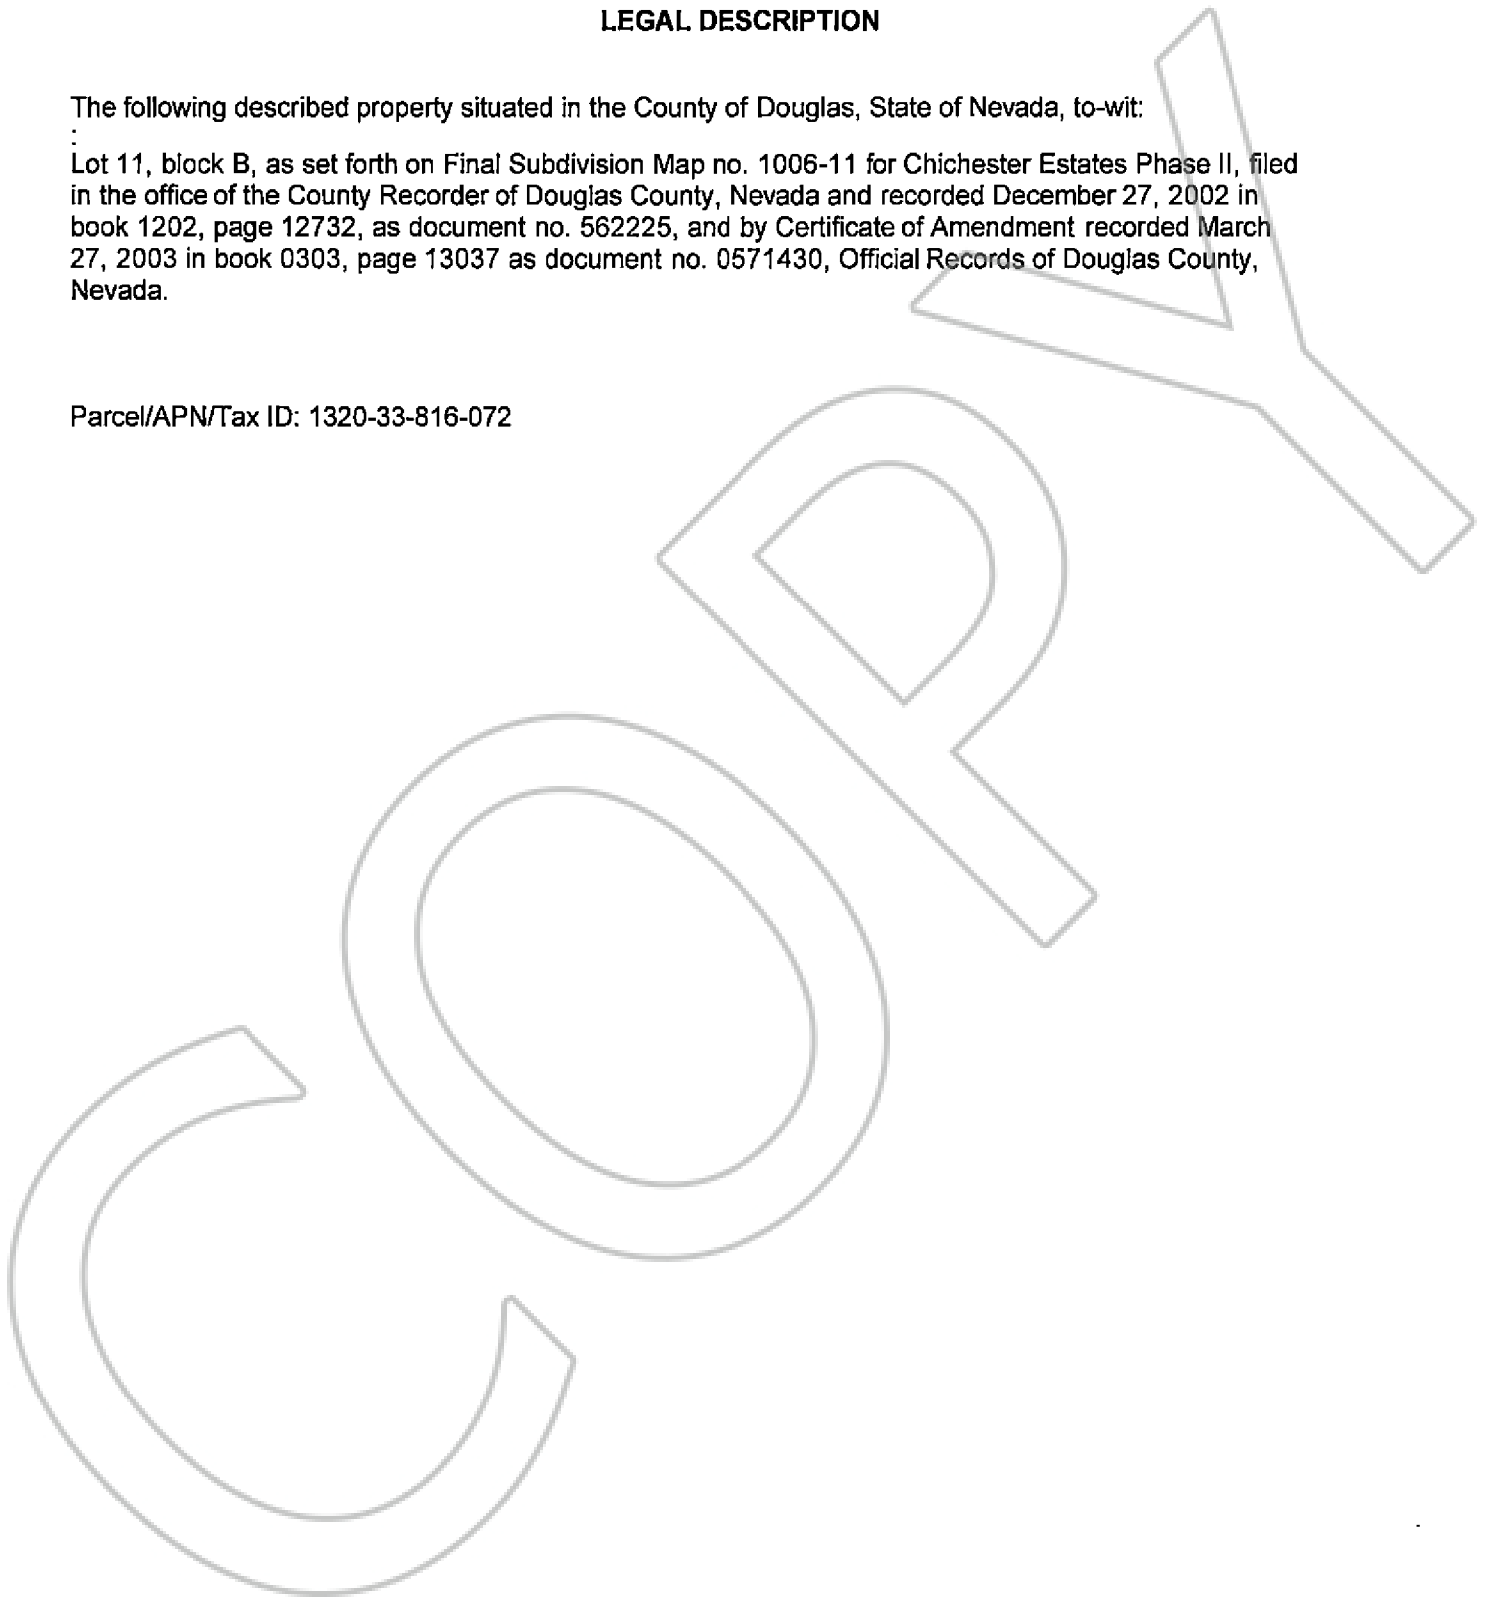 LEGAL DESCRIPTION
The following described property situated in the County of Douglas, State of Nevada, to-wit:
:
Lot 11, block B, as set forth on Final Subdivision Map no. 1006-11 for Chichester Estates Phase II, filed
in the office of the County Recorder of Douglas County, Nevada and recorded December 27, 2002 in
book 1202, page 12732, as document no. 562225, and by Certificate of Amendment recorded March
27, 2003 in book 0303, page 13037 as document no. 0571430, Official Records of Douglas County,
Nevada.
Parcel/APN/Tax ID: 1320-33-816-072
COPY